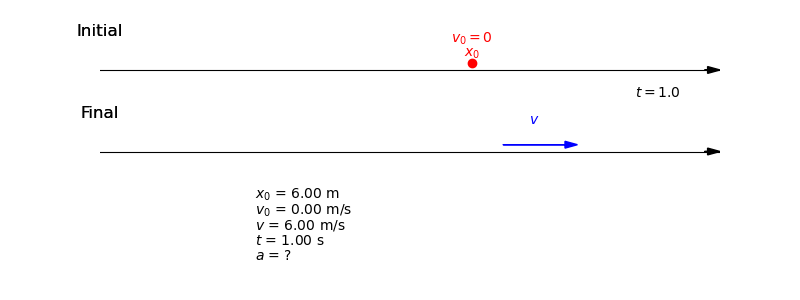 Initial
v₀ = 0
x₀
t = 1.0
Final
v
x₀ = 6.00 m
v₀ = 0.00 m/s
v = 6.00 m/s
t = 1.00 s
a = ?